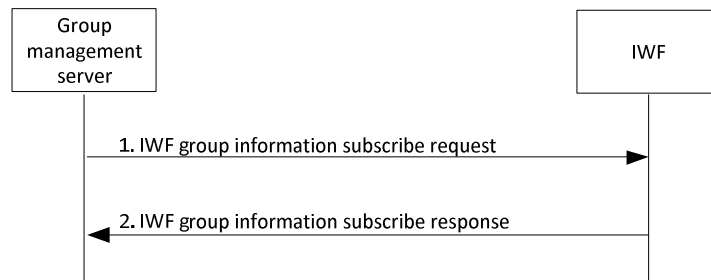 Group
management
server
IWF
1. IWF group information subscribe request
2. IWF group information subscribe response